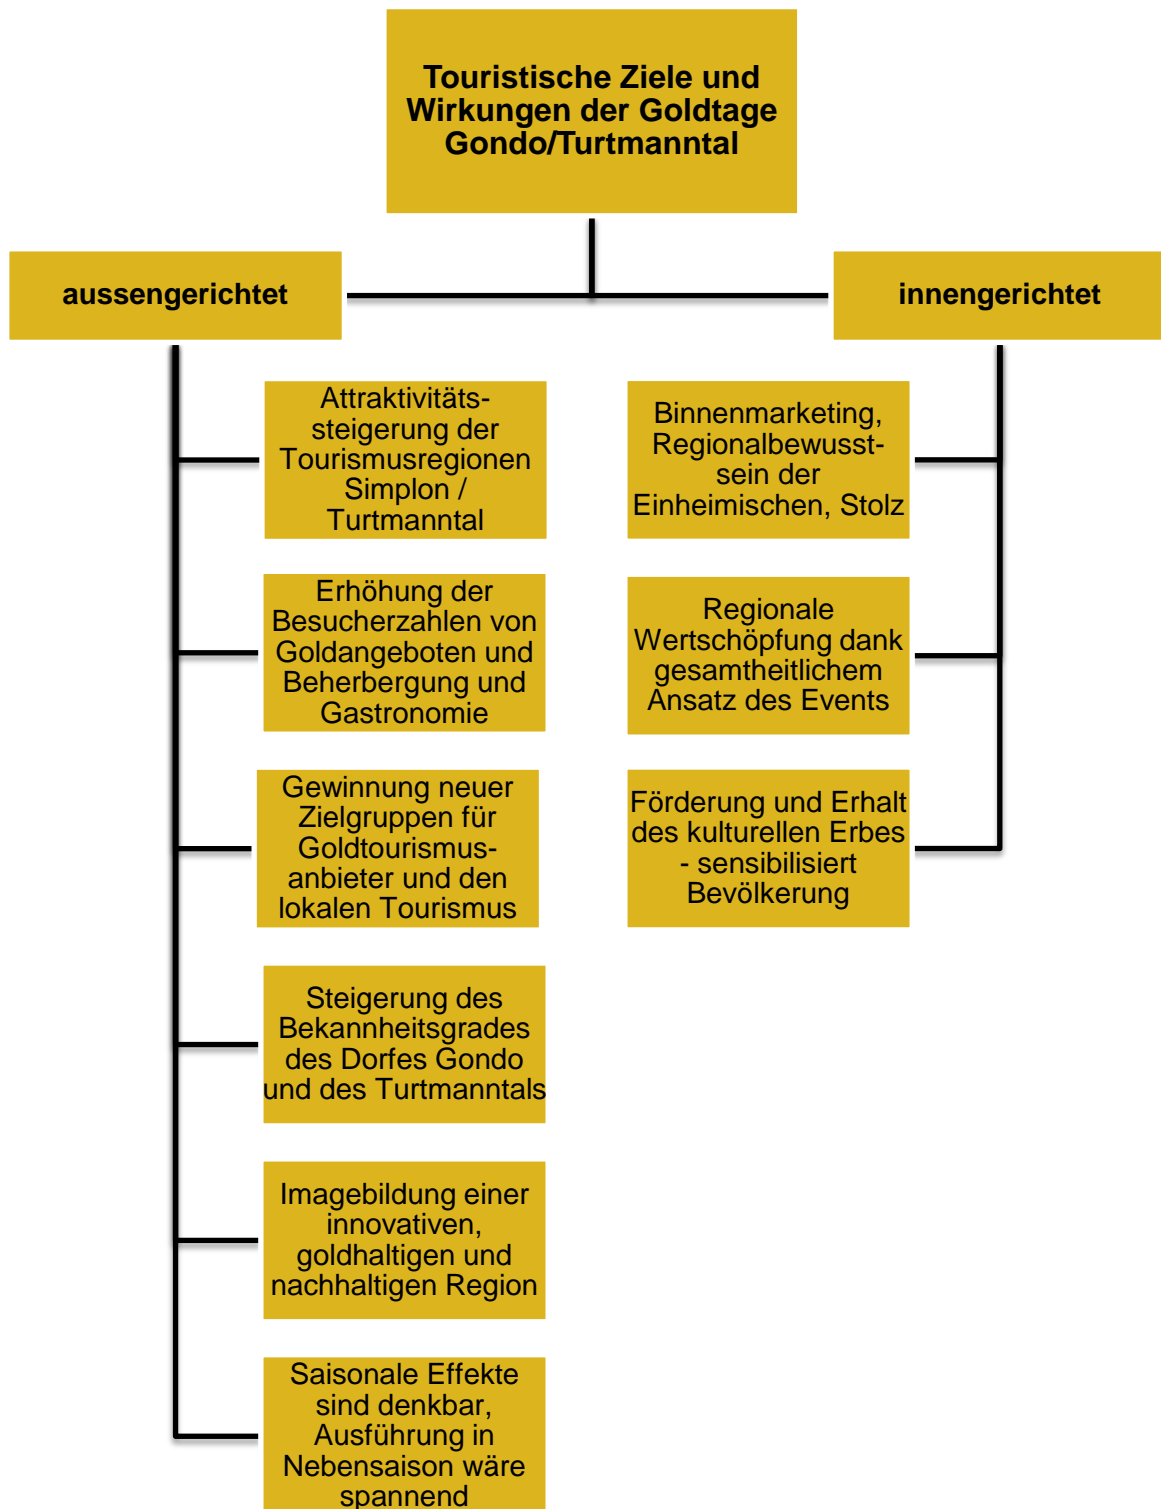 Touristische Ziele und
Wirkungen der Goldtage
Gondo/Turtmanntal
aussengerichtet
innengerichtet
Attraktivitäts-
steigerung der
Tourismusregionen
Simplon /
Turtmanntal
Erhöhung der
Besucherzahlen von
Goldangeboten und
Beherbergung und
Gastronomie
Gewinnung neuer
Zielgruppen für
Goldtourismus-
anbieter und den
lokalen Tourismus
Steigerung des
Bekannheitsgrades
des Dorfes Gondo
und des Turtmanntals
Imagebildung einer
innovativen,
goldhaltigen und
nachhaltigen Region
Saisonale Effekte
sind denkbar,
Ausführung in
Nebensaison wäre
spannend
Binnenmarketing,
Regionalbewusst-
sein der
Einheimischen, Stolz
Regionale
Wertschöpfung dank
gesamtheitlichem
Ansatz des Events
Förderung und Erhalt
des kulturellen Erbes
- sensibilisiert
Bevölkerung